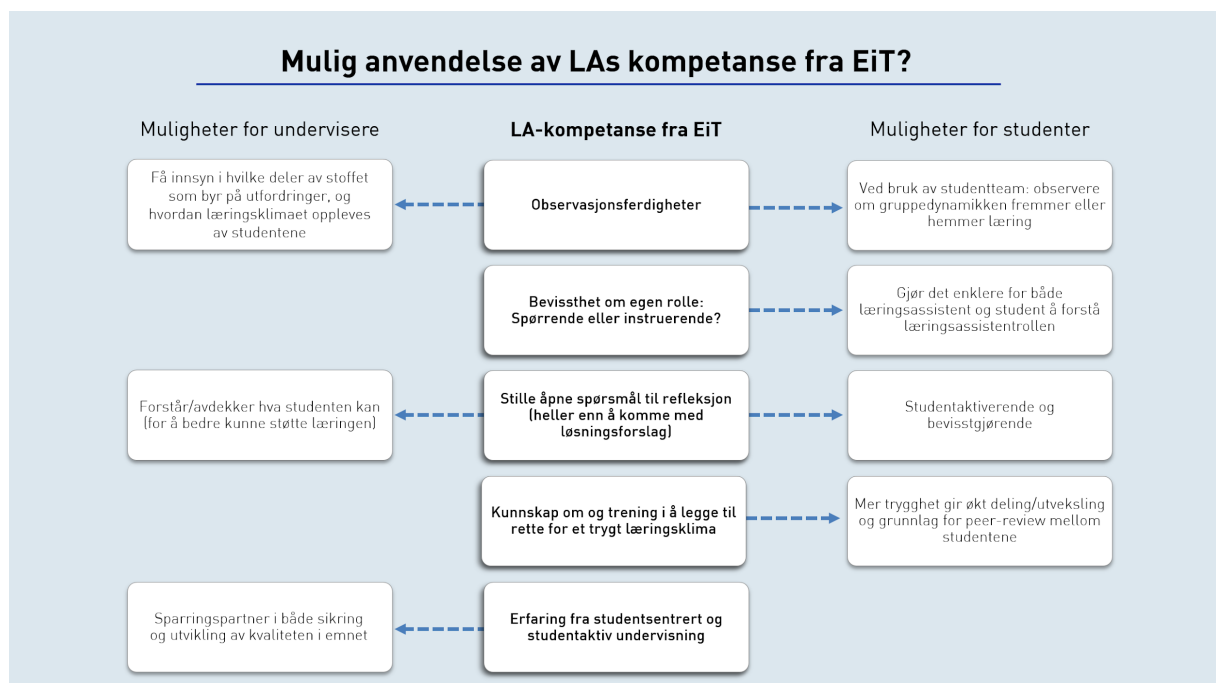 Mulig anvendelse av LAs kompetanse fra EiT?
Muligheter for undervisere
LA-kompetanse fra EiT
Muligheter for studenter
Få innsyn i hvilke deler av stoffet
som byr på utfordringer, og
hvordan læringsklimaet oppleves
av studentene
Observasjonsferdigheter
Ved bruk av studentteam: observere
om gruppedynamikken fremmer eller
hemmer læring
Bevissthet om egen rolle:
Spørrende eller instruerende?
Gjør det enklere for både
læringsassistent og student å forstå
læringsassistentrollen
Forstår/avdekker hva studenten kan
(for å bedre kunne støtte læringen)
Stille åpne spørsmål til refleksjon
(heller enn å komme med
løsningsforslag)
Studentaktiverende og
bevisstgjørende
Kunnskap om og trening i å legge til
rette for et trygt læringsklima
Mer trygghet gir økt deling/utveksling
og grunnlag for peer-review mellom
studentene
Sparringspartner i både sikring
og utvikling av kvaliteten i emnet
Erfaring fra studentsentrert og
studentaktiv undervisning